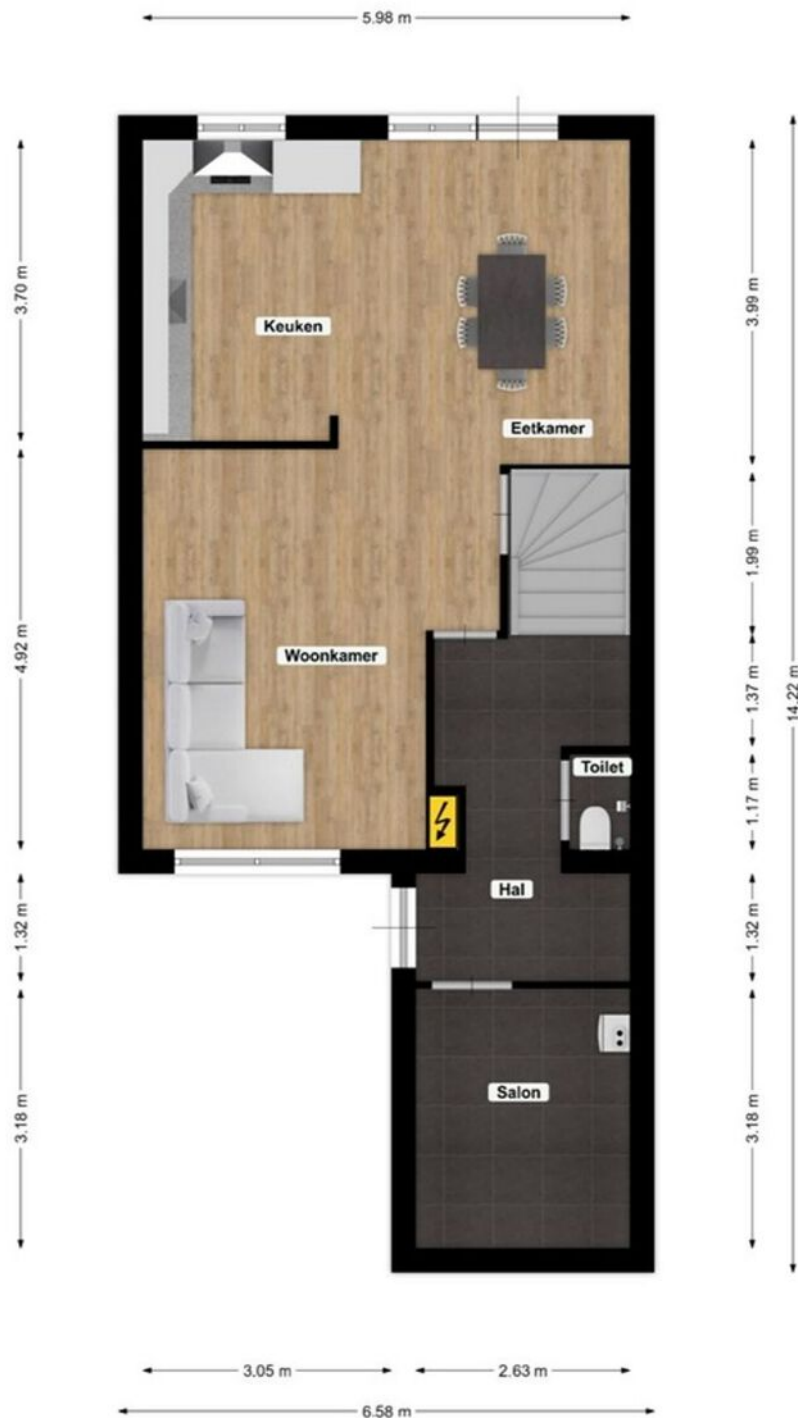 5.98 m
3.70 m
3.99 m
Keuken
Eetkamer
1.99 m
4.92 m
Woonkamer
1.37 m
14.22 m
Toilet
1.17 m
Hal
1.32 m
1.32 m
Salon
3.18 m
3.18 m
3.05 m
2.63 m
6.58 m